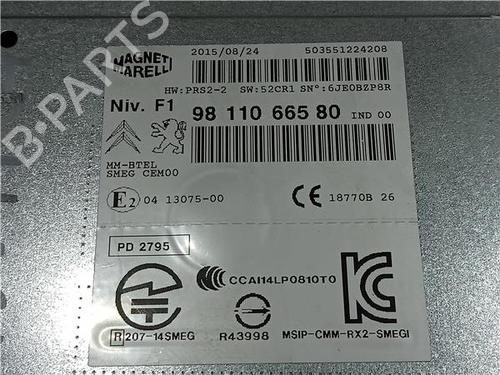 MAGNETI
MARELLI
2015/08/24
503551224208
HW:PRS2-2 SW:52CR1 SN°:6JE0BZP8R
Niv. F1
98 110 665 80 IND 00
MM-BTEL
SMEG CEM00
E2 04 13075-00
CE 18770B 26
PD 2795
CCAI14LP0810T0
R 207-14SMEG
R43998
MSIP-CMM-RX2-SMEGI
B-PARTS